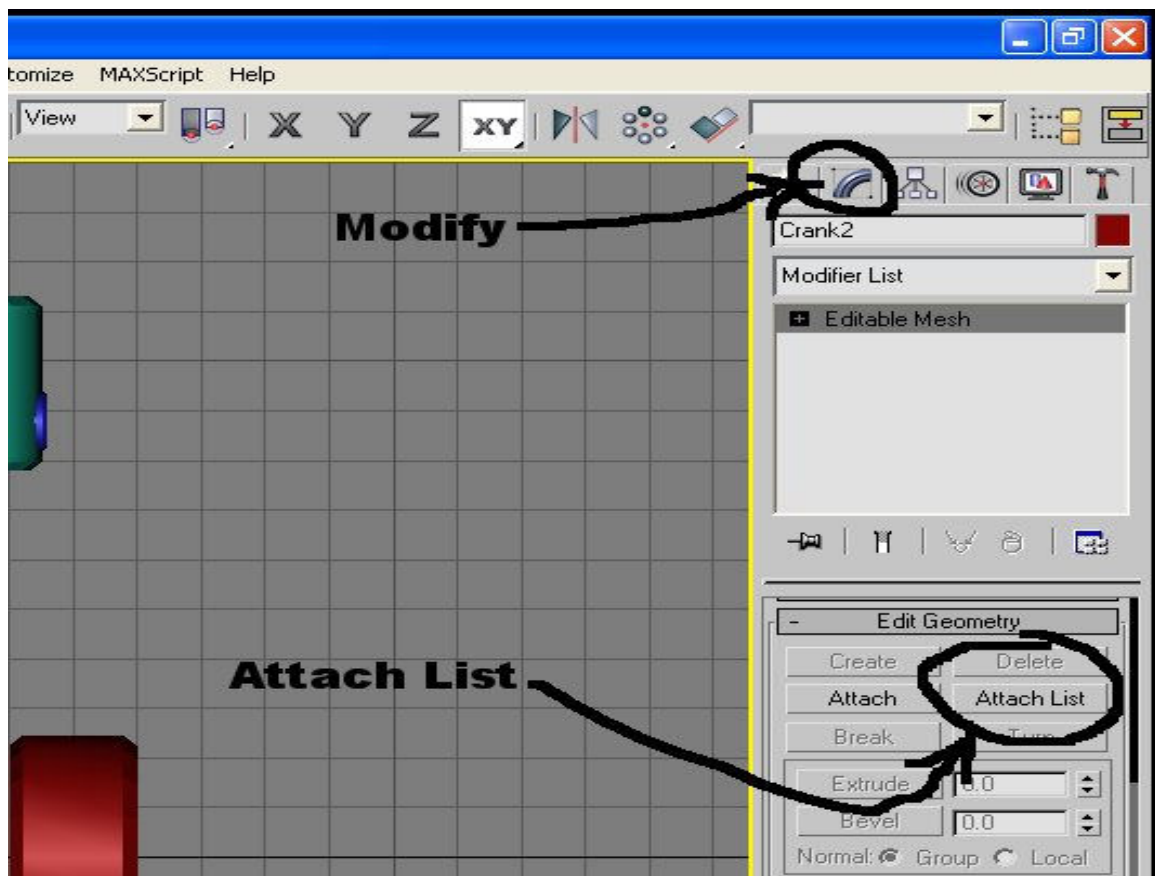 tomize MAXScript Help
View X Y Z XY
Modify
Crank2
Modifier List
Editable Mesh
Edit Geometry
Create Delete
Attach List
Attach Attach List
Break Turn
Extrude 0.0
Bevel 0.0
Normal: Group Local